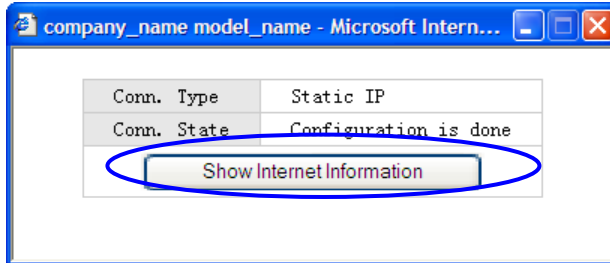 company_name model_name - Microsoft Intern...
Conn. Type Static IP
Conn. State Configuration is done
Show Internet Information